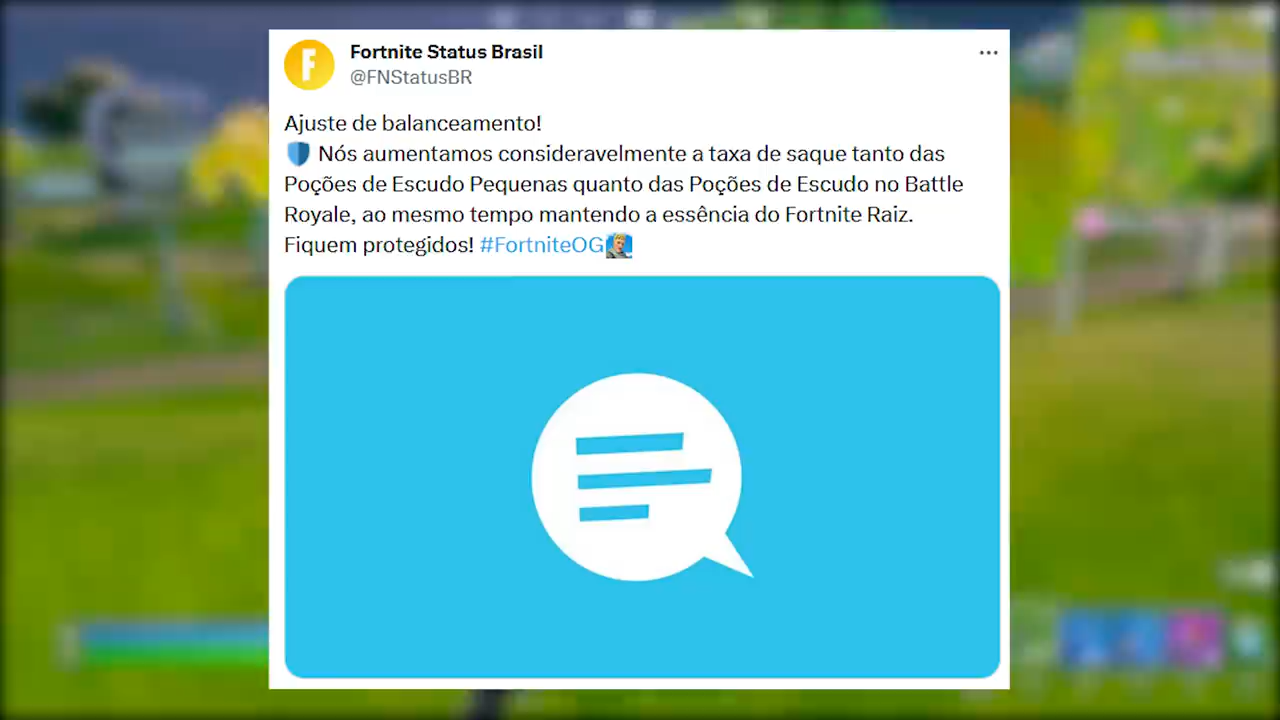 Fortnite Status Brasil
@FNStatusBR
Ajuste de balanceamento!
Nós aumentamos consideravelmente a taxa de saque tanto das
Poções de Escudo Pequenas quanto das Poções de Escudo no Battle
Royale, ao mesmo tempo mantendo a essência do Fortnite Raiz.
Fiquem protegidos! #FortniteOG